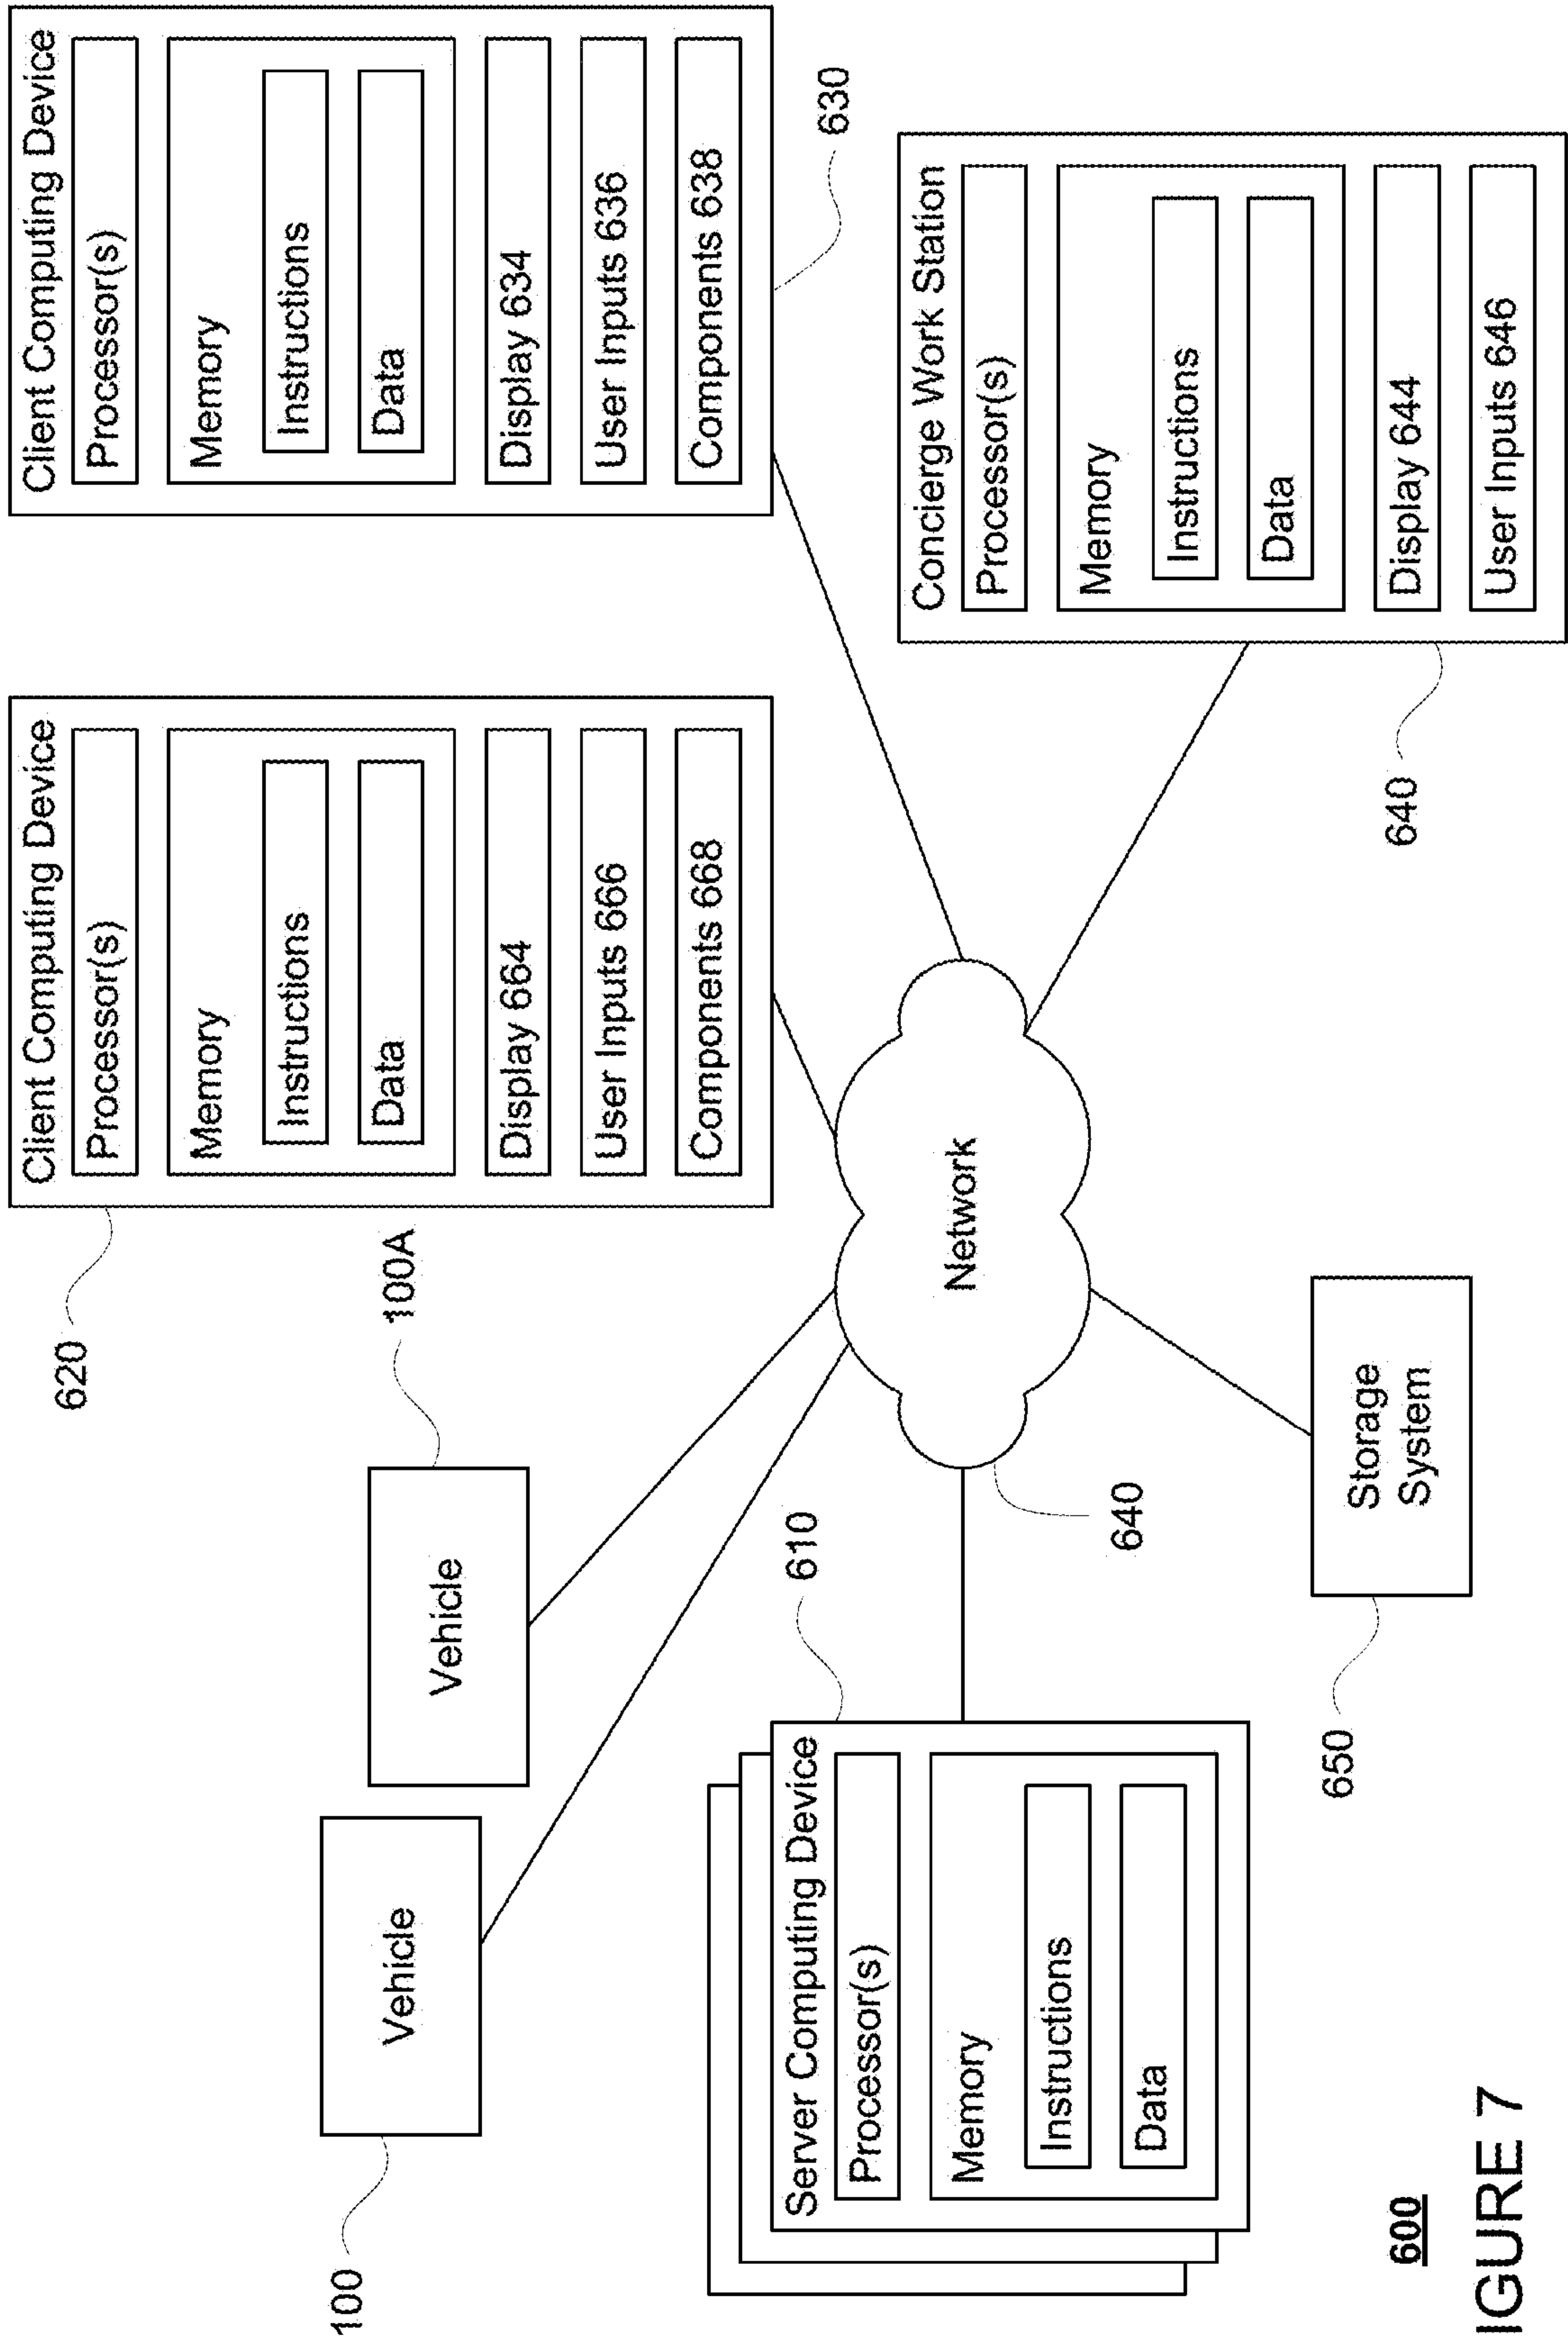 Client Computing Device
Processor(s)
Memory
Instructions
Data
Display 664
User Inputs 666
Components 668
620
Client Computing Device
Processor(s)
Memory
Instructions
Data
Display 634
User Inputs 636
Components 638
630
100
Vehicle
Vehicle
100A
Server Computing Device
Processor(s)
Memory
Instructions
Data
610
Network
640
Concierge Work Station
Processor(s)
Memory
Instructions
Data
Display 644
User Inputs 646
640
Storage
System
650
600
IGURE 7